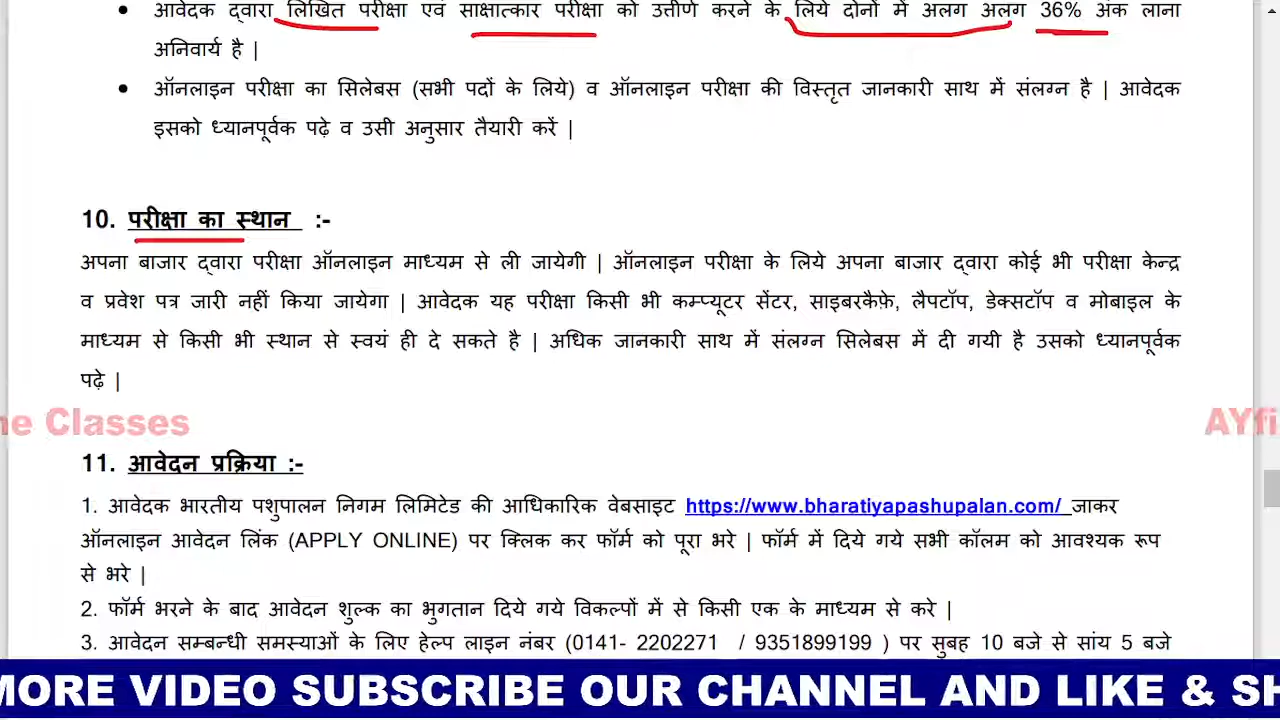 आवेदक द्वारा लिखित परीक्षा एवं साक्षात्कार परीक्षा को उत्तीर्ण करने के लिये दोनों में अलग अलग 36% अंक लाना
अनिवार्य है |
• ऑनलाइन परीक्षा का सिलेबस (सभी पदों के लिये) व ऑनलाइन परीक्षा की विस्तृत जानकारी साथ में संलग्न है | आवेदक
इसको ध्यानपूर्वक पढ़े व उसी अनुसार तैयारी करें |
10. परीक्षा का स्थान :-
अपना बाजार द्वारा परीक्षा ऑनलाइन माध्यम से ली जायेगी | ऑनलाइन परीक्षा के लिये अपना बाजार द्वारा कोई भी परीक्षा केन्द्र
व प्रवेश पत्र जारी नहीं किया जायेगा | आवेदक यह परीक्षा किसी भी कम्प्यूटर सेंटर, साइबरकैफ़े, लैपटॉप, डेक्सटॉप व मोबाइल के
माध्यम से किसी भी स्थान से स्वयं ही दे सकते है | अधिक जानकारी साथ में संलग्न सिलेबस में दी गयी है उसको ध्यानपूर्वक
पढ़े |
ne Classes AYfi
11. आवेदन प्रक्रिया :-
1. आवेदक भारतीय पशुपालन निगम लिमिटेड की आधिकारिक वेबसाइट https://www.bharatiyapashupalan.com/ जाकर
ऑनलाइन आवेदन लिंक (APPLY ONLINE) पर क्लिक कर फॉर्म को पूरा भरे | फॉर्म में दिये गये सभी कॉलम को आवश्यक रूप
से भरे |
2. फॉर्म भरने के बाद आवेदन शुल्क का भुगतान दिये गये विकल्पों में से किसी एक के माध्यम से करे |
3. आवेदन सम्बन्धी समस्याओं के लिए हेल्प लाइन नंबर (0141- 2202271 / 9351899199 ) पर सुबह 10 बजे से सांय 5 बजे
MORE VIDEO SUBSCRIBE OUR CHANNEL AND LIKE & SH